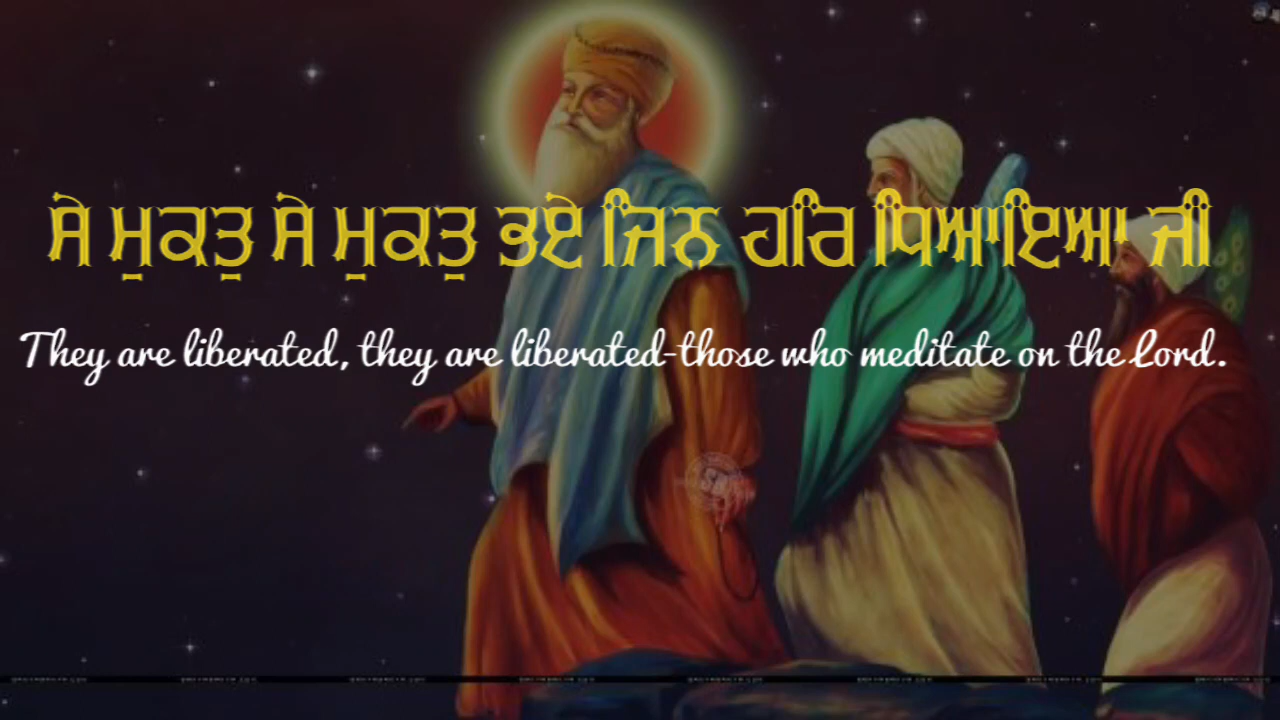 ਸੇ ਮੁਕਤੁ ਸੇ ਮੁਕਤੁ ਭਏ ਜਿਨ ਹਰਿ ਧਿਆਇਆ ਜੀ
They are liberated, they are liberated-those who meditate on the Lord.